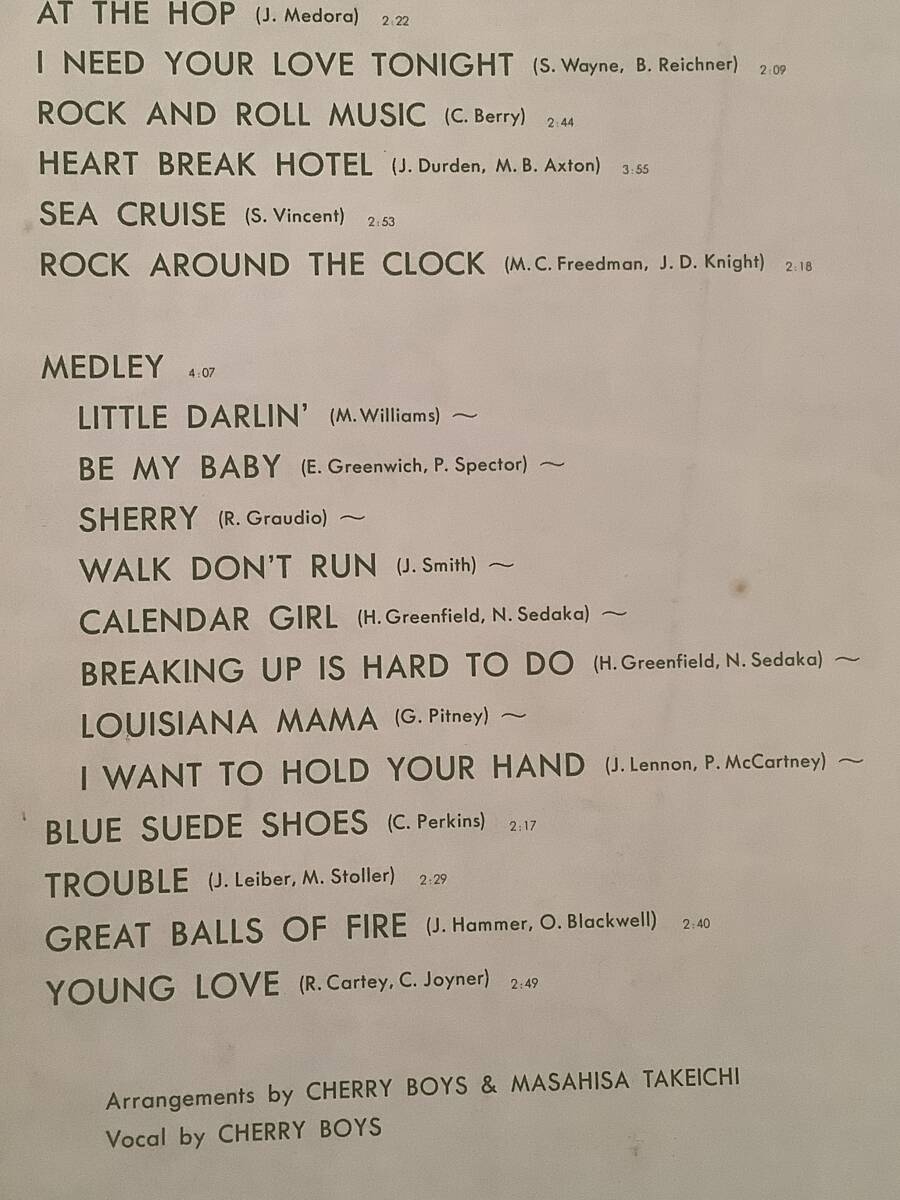 AT THE HOP (J. Medora) 2:22
I NEED YOUR LOVE TONIGHT (S. Wayne, B. Reichner) 2:09
ROCK AND ROLL MUSIC (C. Berry) 2:44
HEART BREAK HOTEL (J. Durden, M. B. Axton) 3:55
SEA CRUISE (S. Vincent) 2:53
ROCK AROUND THE CLOCK (M. C. Freedman, J. D. Knight) 2:18
MEDLEY 4:07
LITTLE DARLIN' (M. Williams) ~
BE MY BABY (E. Greenwich, P. Spector) ~
SHERRY (R. Graudio) ~
WALK DON'T RUN (J. Smith) ~
CALENDAR GIRL (H. Greenfield, N. Sedaka) ~
BREAKING UP IS HARD TO DO (H. Greenfield, N. Sedaka) ~
LOUISIANA MAMA (G. Pitney) ~
I WANT TO HOLD YOUR HAND (J. Lennon, P. McCartney) ~
BLUE SUEDE SHOES (C. Perkins) 2:17
TROUBLE (J. Leiber, M. Stoller) 2:29
GREAT BALLS OF FIRE (J. Hammer, O. Blackwell) 2:40
YOUNG LOVE (R. Cartey, C. Joyner) 2:49
Arrangements by CHERRY BOYS & MASAHISA TAKEICHI
Vocal by CHERRY BOYS